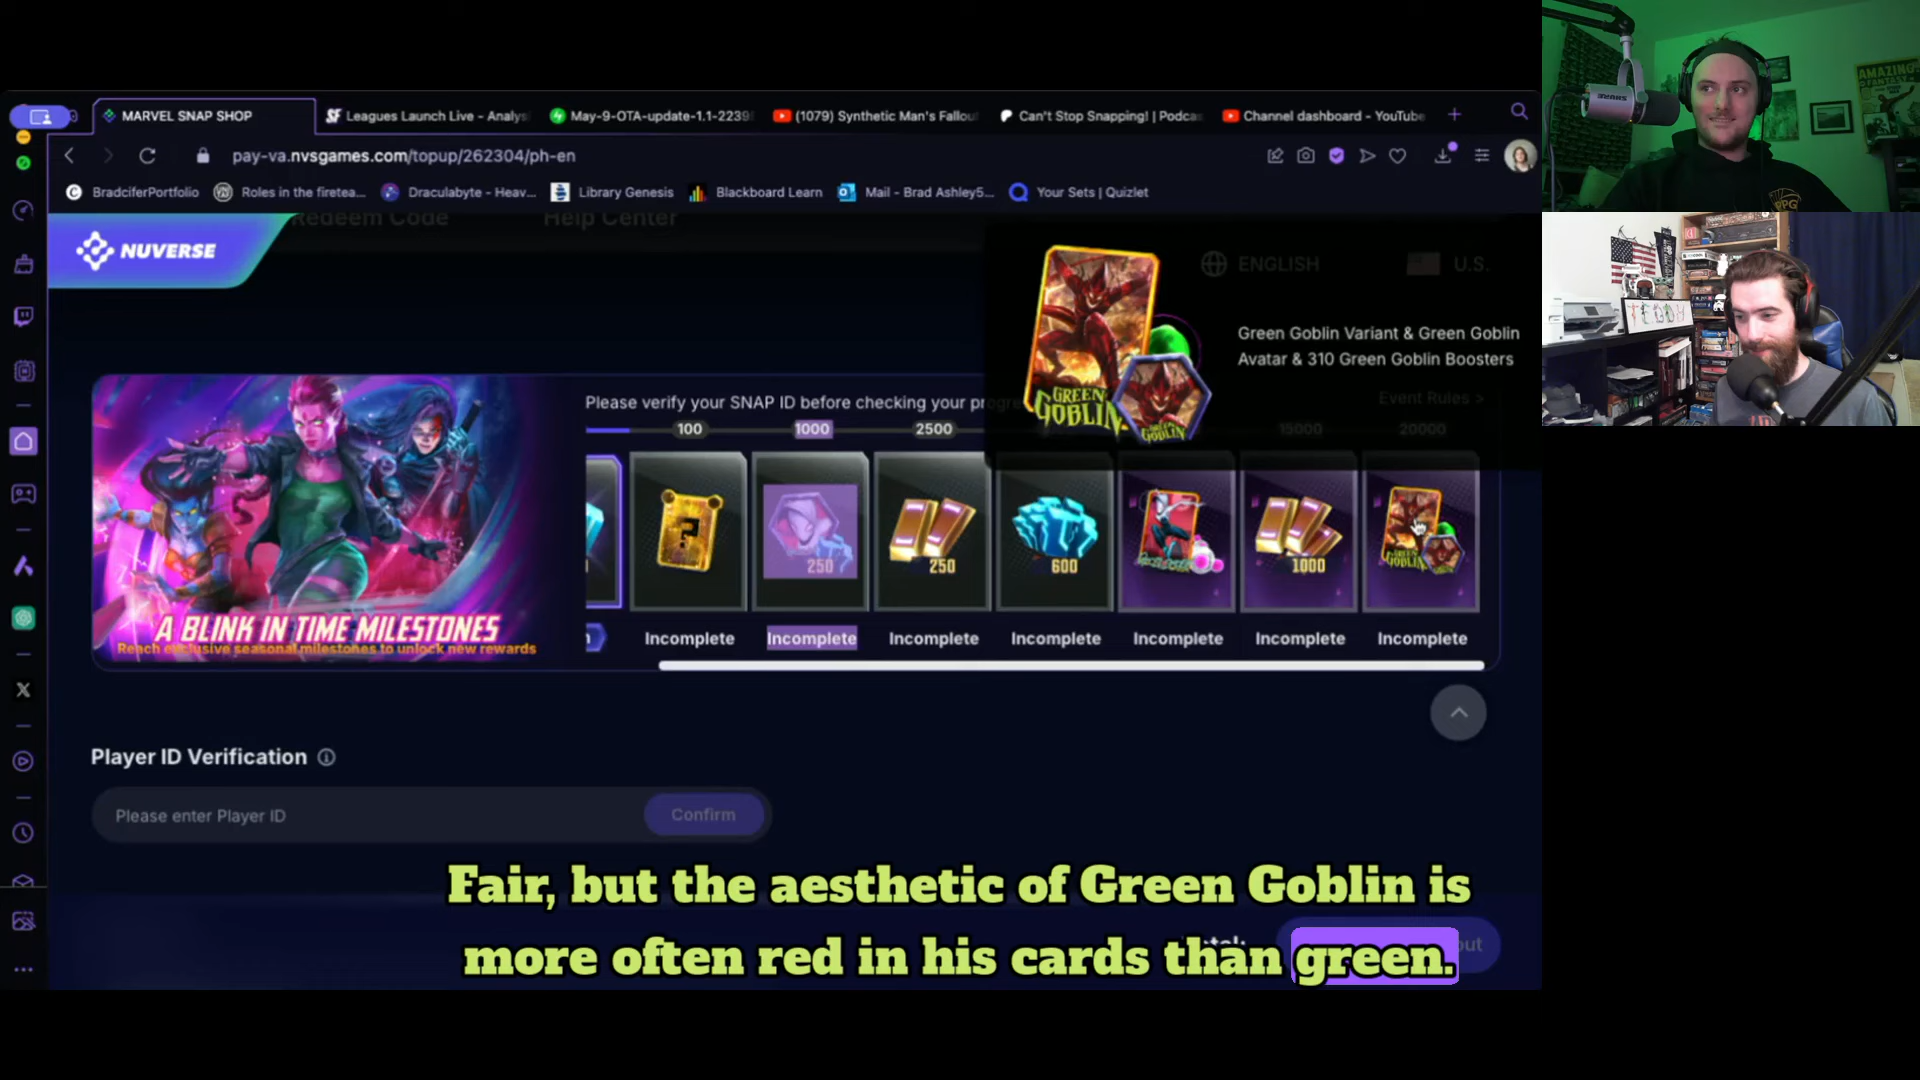 MARVEL SNAP SHOP
Leagues Launch Live - Analys
May-9-OTA-update-1.1-2239
(1079) Synthetic Man's Fallou
Can't Stop Snapping! | Podca
Channel dashboard - YouTube
pay-va.nvsgames.com/topup/262304/ph-en
BradciferPortfolio
Roles in the firetea...
Draculabyte - Heav...
Library Genesis
Blackboard Learn
Mail - Brad Ashley5...
Your Sets | Quizlet
Redeem Code
Help Center
NUVERSE
ENGLISH
U.S.
Green Goblin Variant & Green Goblin
Avatar & 310 Green Goblin Boosters
GREEN
GOBLIN
GREEN
GOBLIN
Event Rules >
Please verify your SNAP ID before checking your progre
100
1000
2500
15000
20000
250
250
600
1000
A BLINK IN TIME MILESTONES
Reach exclusive seasonal milestones to unlock new rewards
Incomplete
Incomplete
Incomplete
Incomplete
Incomplete
Incomplete
Incomplete
Player ID Verification
Please enter Player ID
Confirm
Fair, but the aesthetic of Green Goblin is
more often red in his cards than green.
AMAZING
FANTASY
PPG